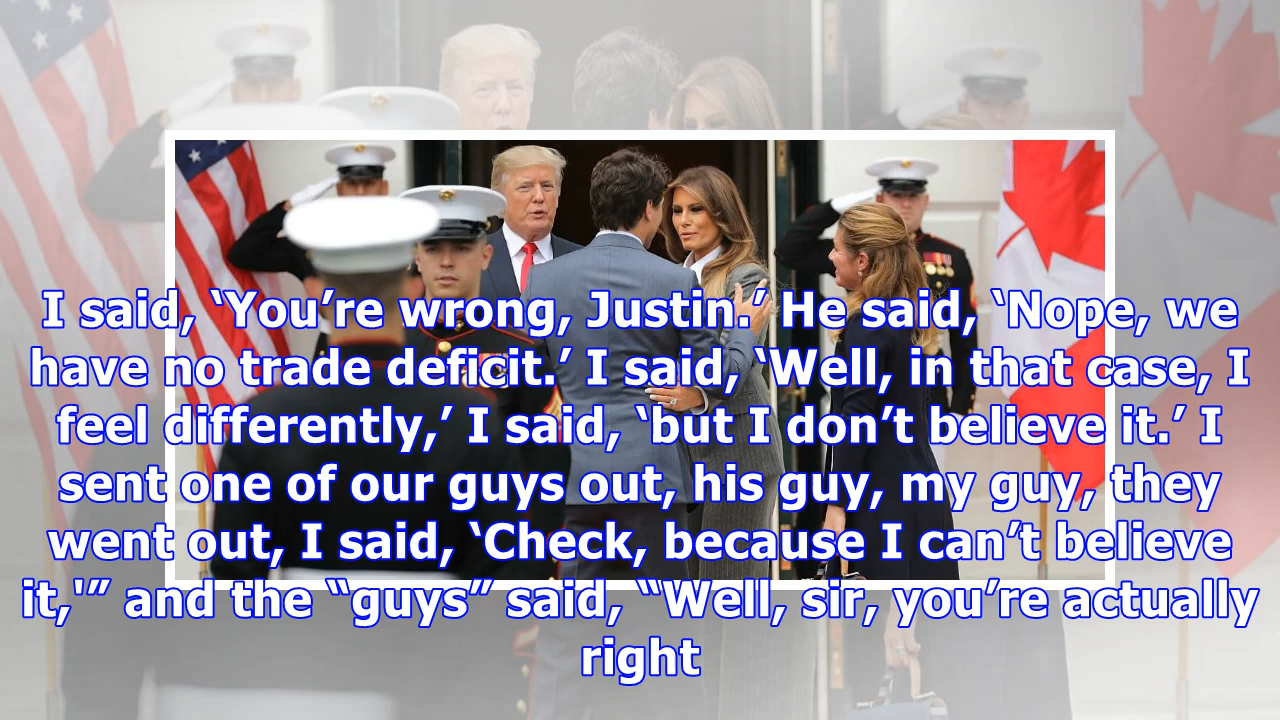 I said, ‘You’re wrong, Justin.’ He said, ‘Nope, we
have no trade deficit.’ I said, ‘Well, in that case, I
feel differently,’ I said, ‘but I don’t believe it.’ I
sent one of our guys out, his guy, my guy, they
went out, I said, ‘Check, because I can’t believe
it,'” and the “guys” said, “Well, sir, you’re actually
right